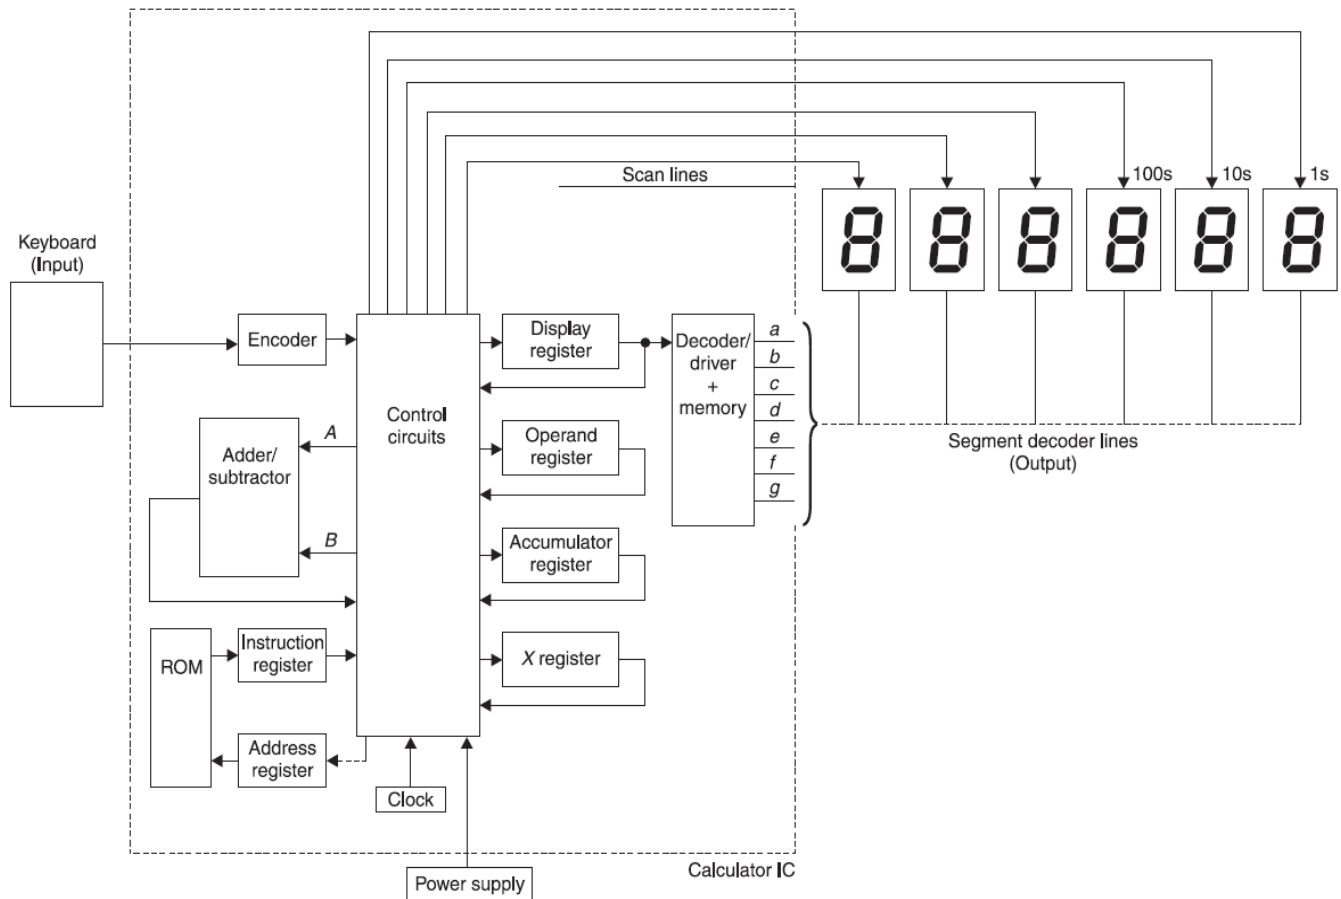 Scan lines
100s
10s
1s
Keyboard
(Input)
Encoder
Display
register
Decoder/
driver
+
memory
a
b
c
d
e
f
g
Control
circuits
Adder/
subtractor
A
B
Operand
register
Segment decoder lines
(Output)
Accumulator
register
ROM
Instruction
register
X register
Address
register
Clock
Power supply
Calculator IC